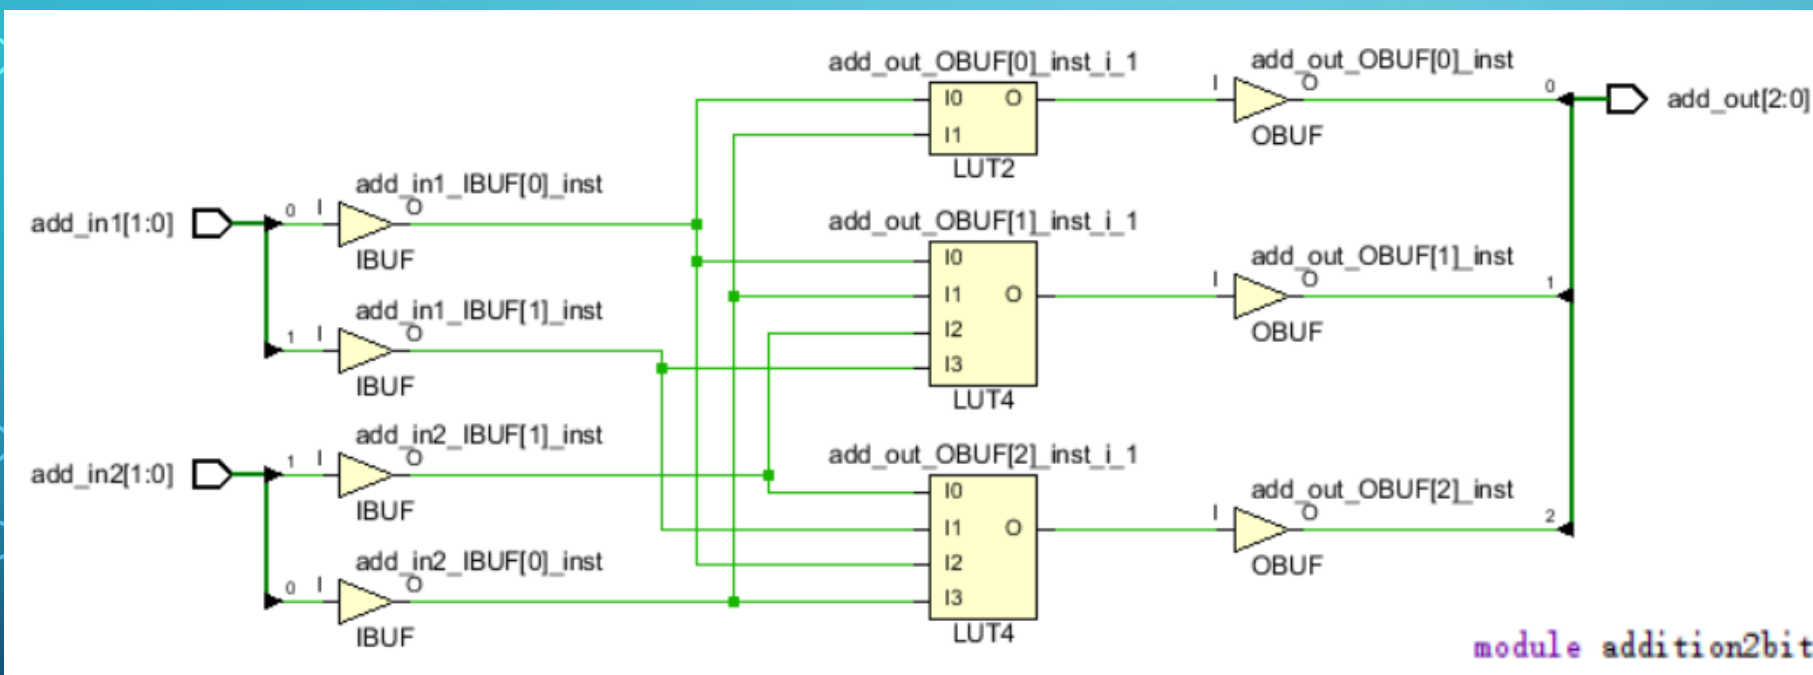 add_out_OBUF[0]_inst_i_1
add_out_OBUF[0]_inst
I0 O
I O
0
add_out[2:0]
I1
OBUF
LUT2
add_in1_IBUF[0]_inst
add_out_OBUF[1]_inst_i_1
add_in1[1:0]
0 I O
IBUF
I0
add_out_OBUF[1]_inst
I1 O
I O
1
add_in1_IBUF[1]_inst
I2
OBUF
1 I O
I3
IBUF
LUT4
add_in2_IBUF[1]_inst
add_out_OBUF[2]_inst_i_1
add_in2[1:0]
1 I O
I0
add_out_OBUF[2]_inst
IBUF
I1 O
I O
2
add_in2_IBUF[0]_inst
I2
OBUF
0 I O
I3
IBUF
LUT4
module addition2bit